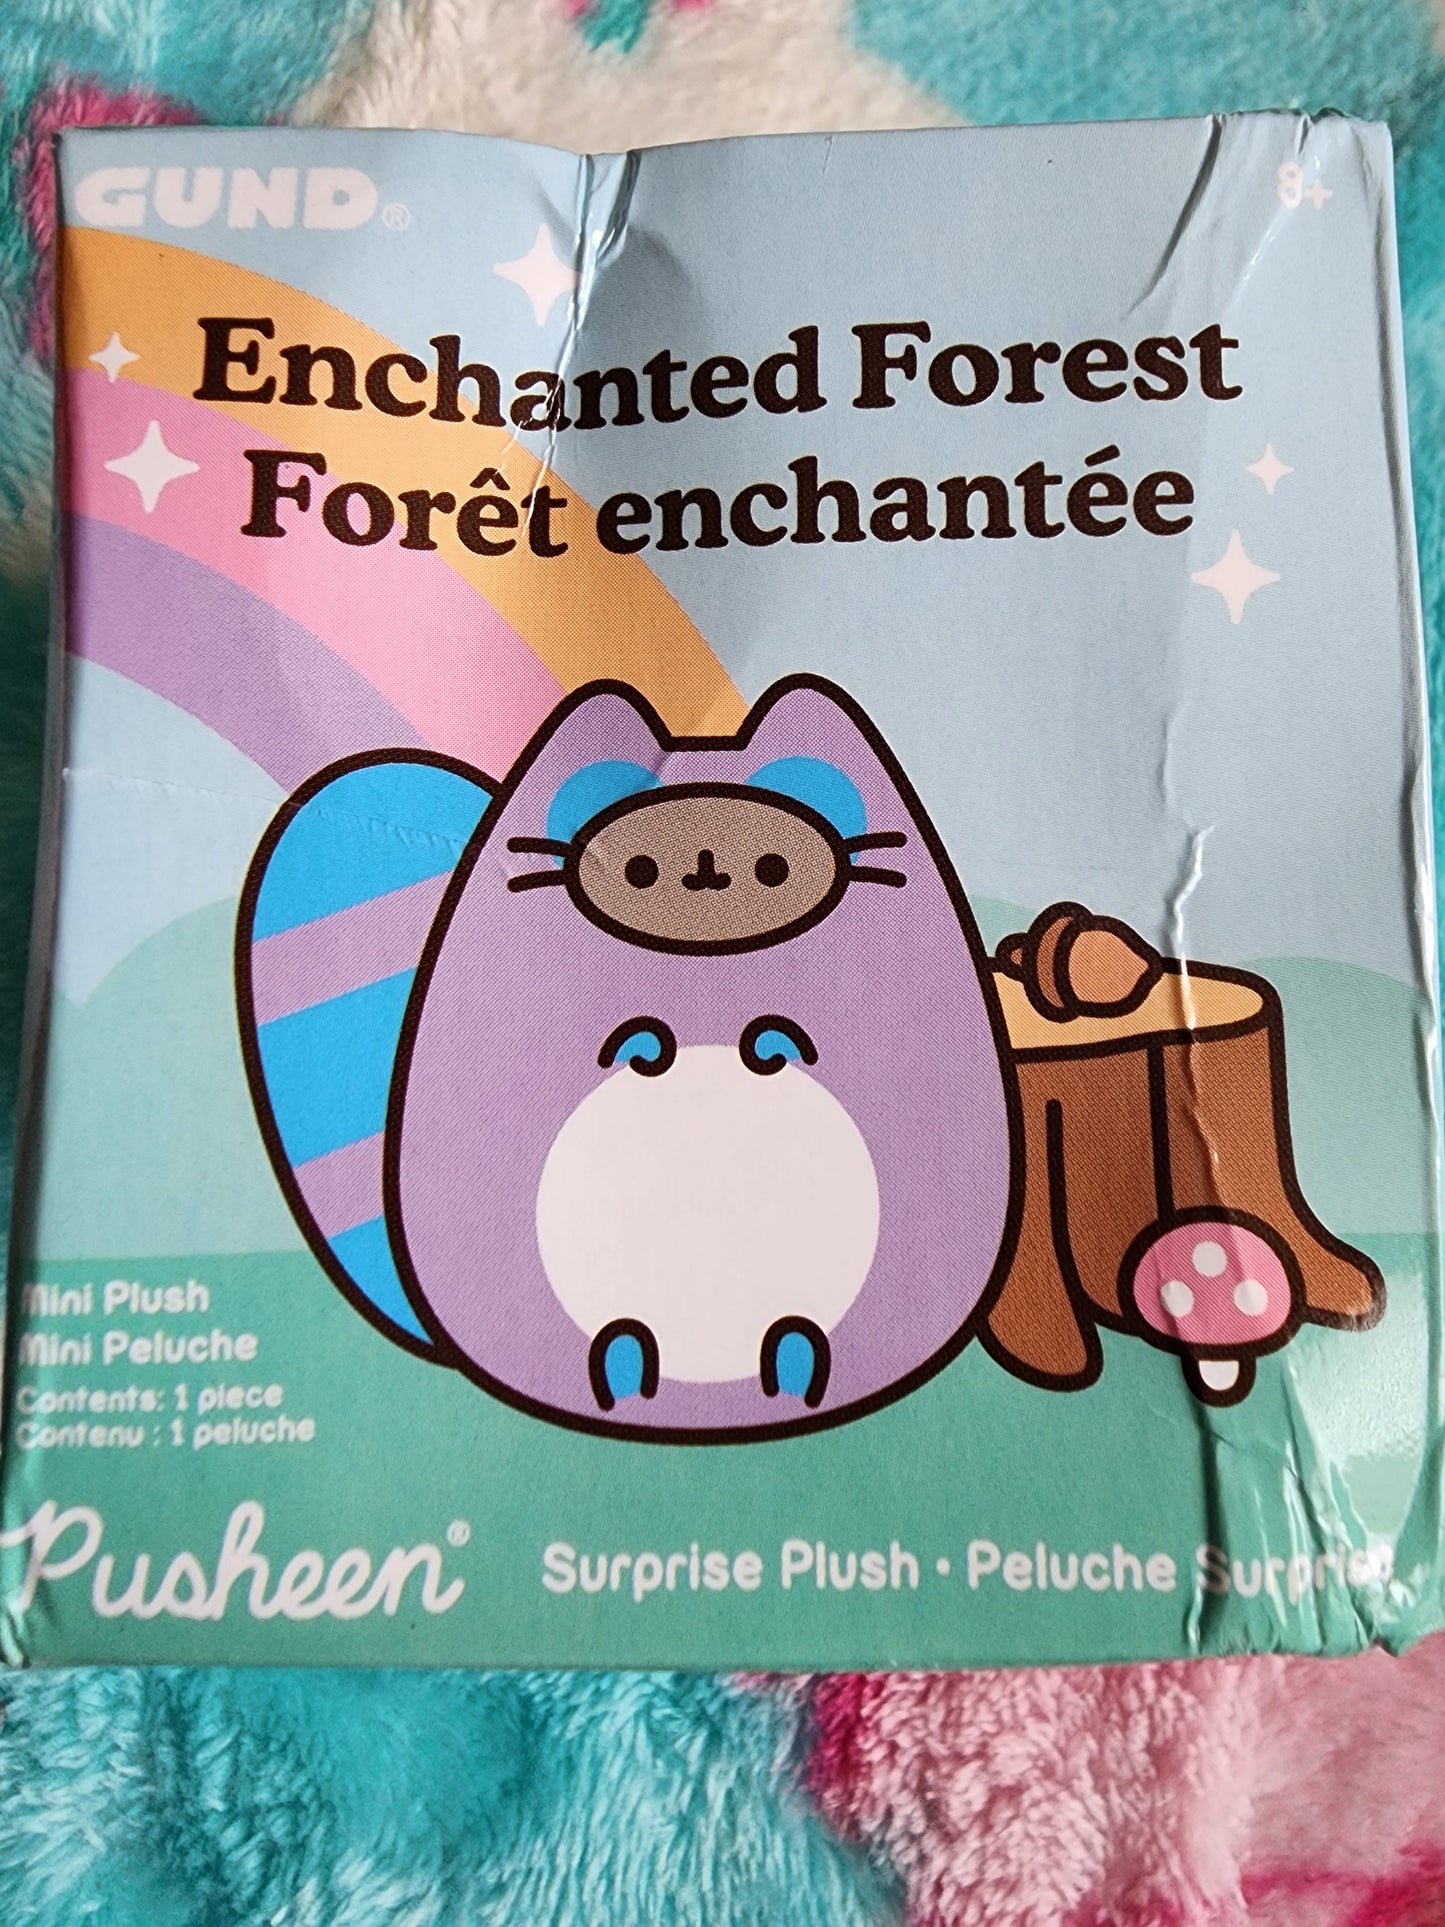 GUND®
8+
Enchanted Forest
Forêt enchantée
Mini Plush
Mini Peluche
Contents: 1 piece
Contenu : 1 peluche
Pusheen®
Surprise Plush • Peluche Surprise